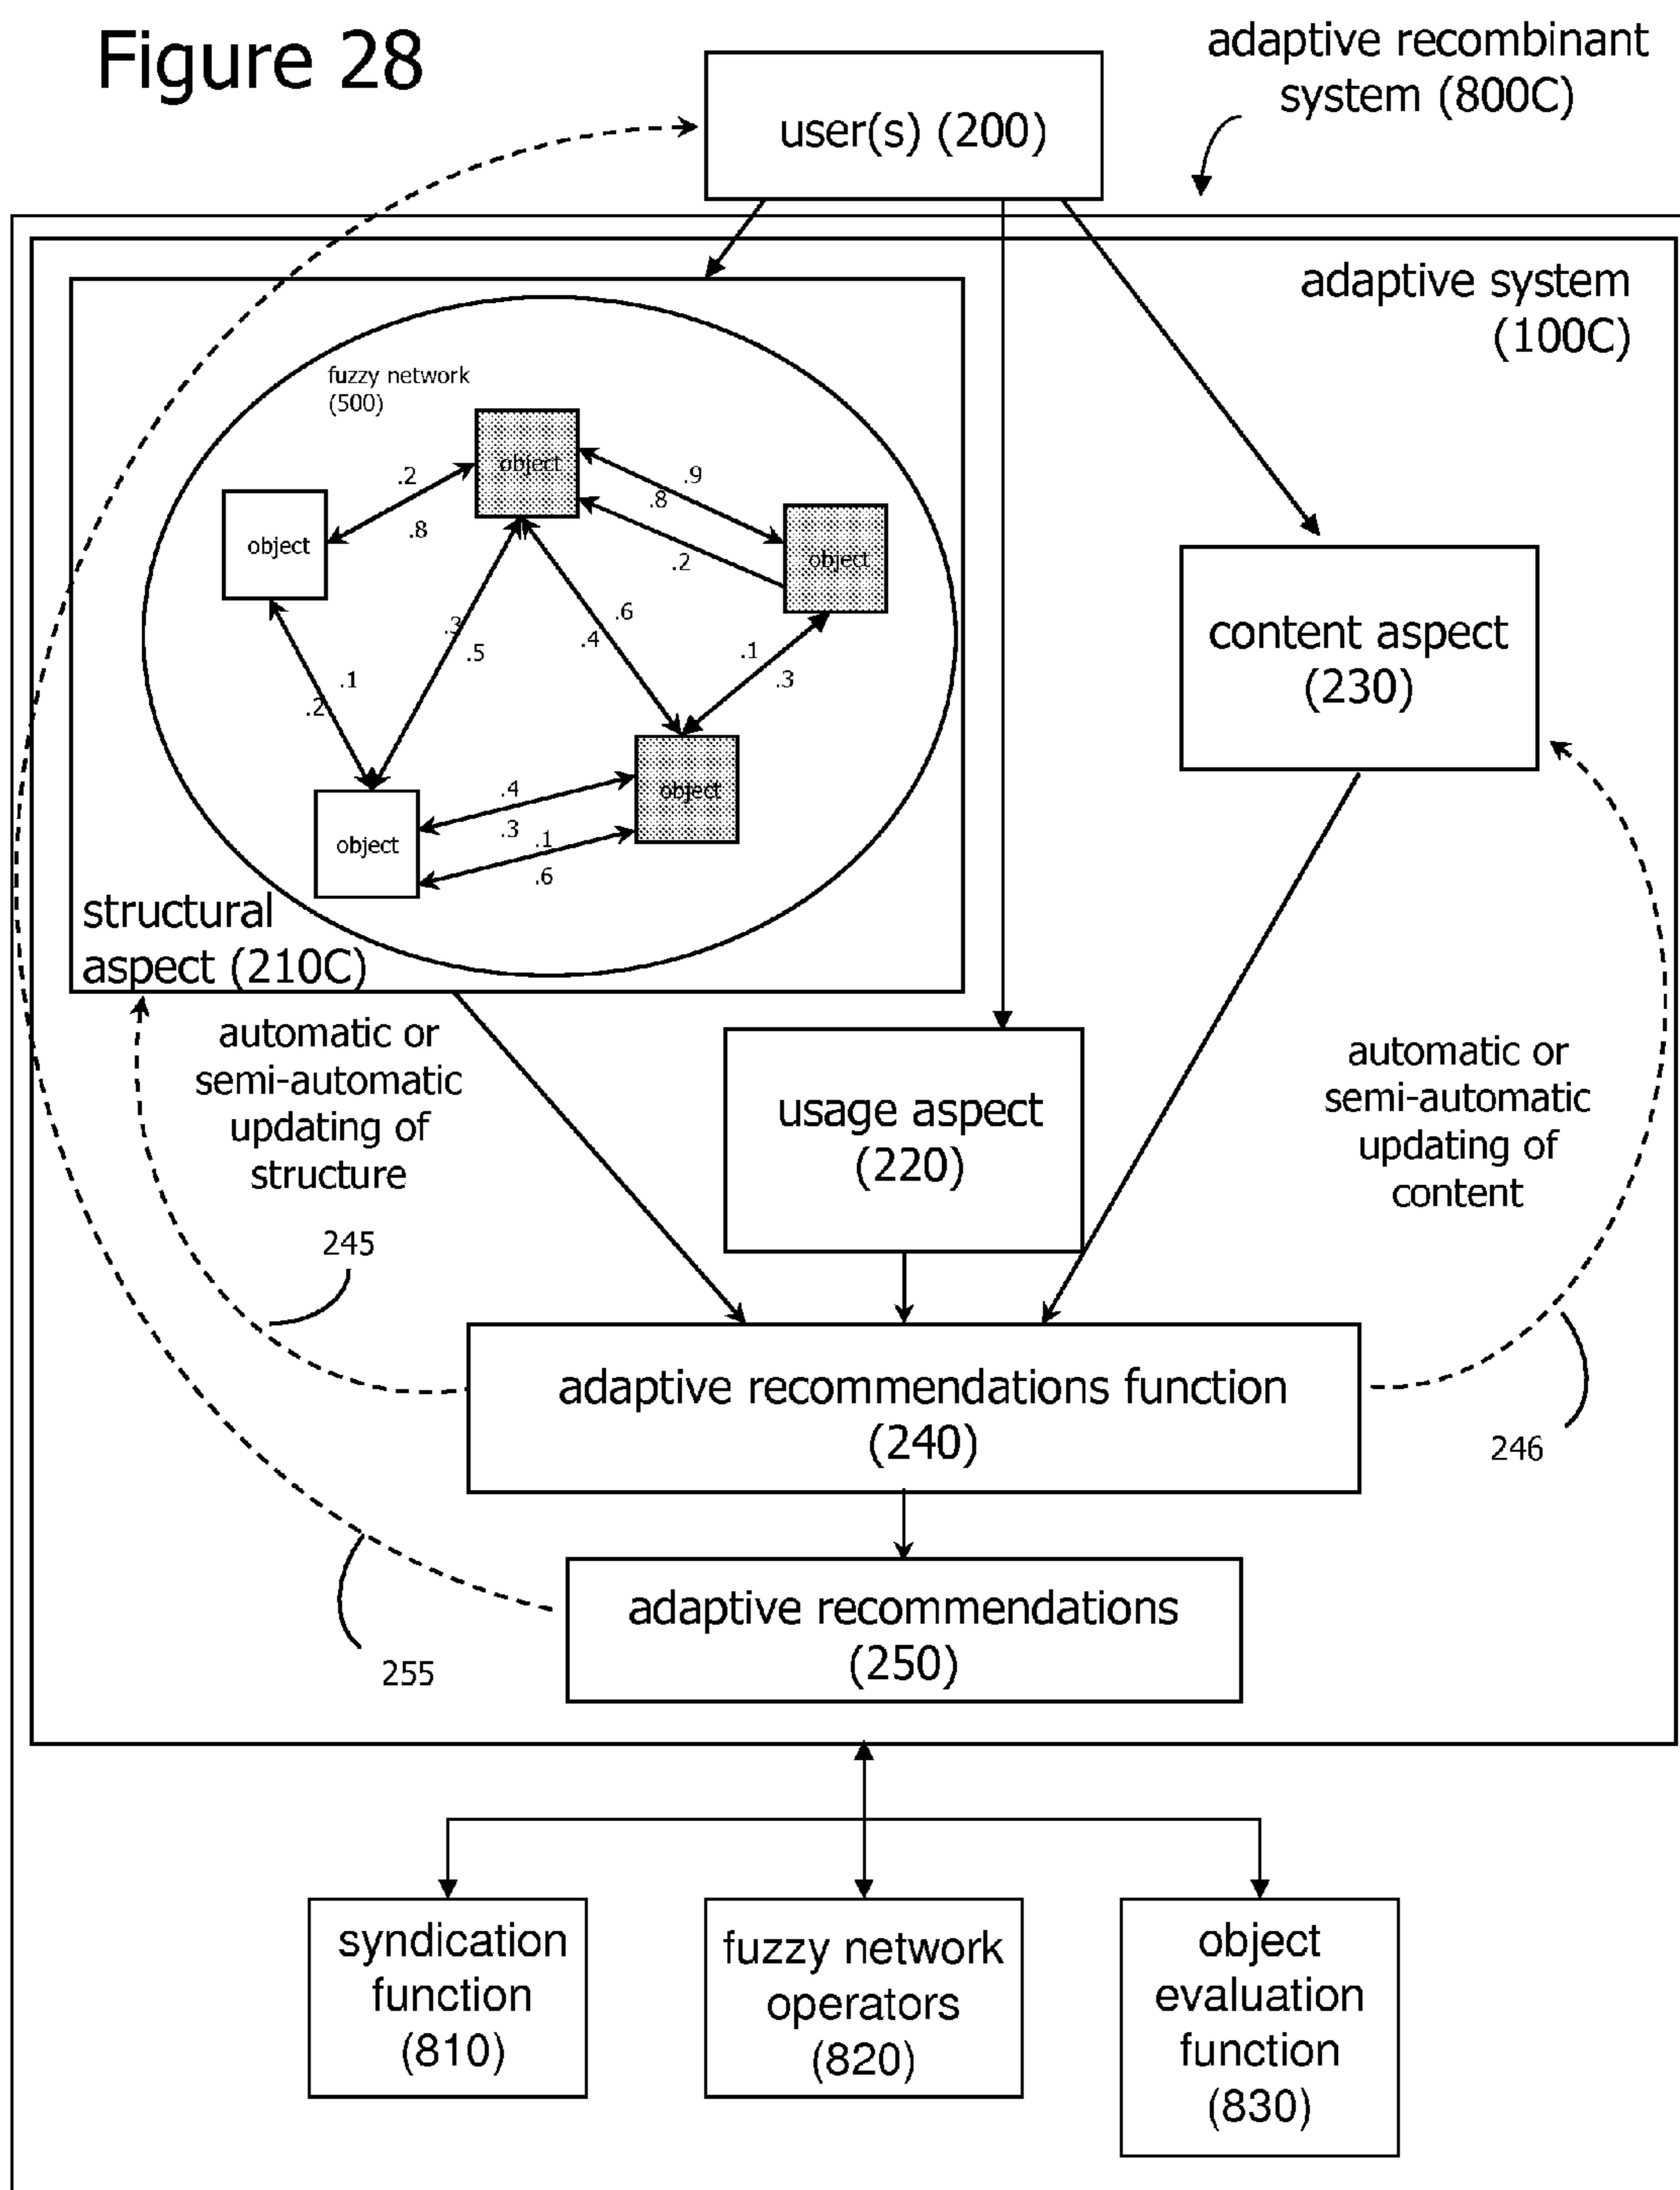 Figure 28
adaptive recombinant
system (800C)
user(s) (200)
adaptive system
(100C)
fuzzy network
(500)
object
.9
.2
.8
.8
object
object
.2
.6
.3
.4
.5
.1
.3
.1
.2
content aspect
(230)
object
.4
.3
.1
object
.6
structural
aspect (210C)
automatic or
semi-automatic
updating of
structure
usage aspect
(220)
automatic or
semi-automatic
updating of
content
245
adaptive recommendations function
(240)
246
adaptive recommendations
(250)
255
syndication
function
(810)
fuzzy network
operators
(820)
object
evaluation
function
(830)